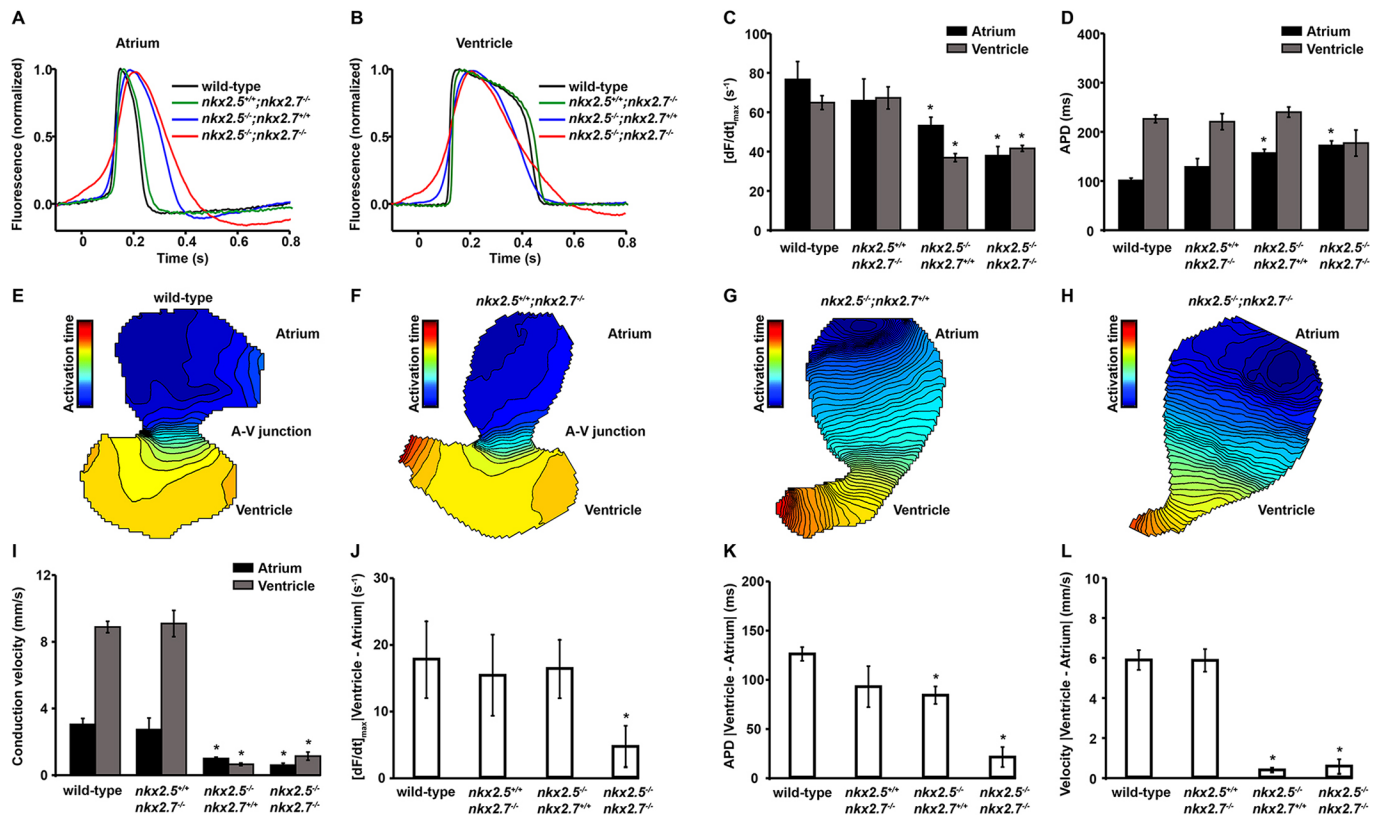 A
Atrium
Fluorescence (normalized)
1.0
0.5
0.0
0
0.2
0.4
0.6
0.8
Time (s)
wild-type
nkx2.5+/+;nkx2.7-/-
nkx2.5-/-;nkx2.7+/+
nkx2.5-/-;nkx2.7-/-
B
Ventricle
Fluorescence (normalized)
1.0
0.5
0.0
0
0.2
0.4
0.6
0.8
Time (s)
wild-type
nkx2.5+/+;nkx2.7-/-
nkx2.5-/-;nkx2.7+/+
nkx2.5-/-;nkx2.7-/-
C
Atrium
Ventricle
[dF/dt]max (s-1)
100
80
60
40
20
0
* * * *
wild-type
nkx2.5+/+
nkx2.7-/-
nkx2.5-/-
nkx2.7+/+
nkx2.5-/-
nkx2.7-/-
D
Atrium
Ventricle
APD (ms)
400
300
200
100
0
* *
wild-type
nkx2.5+/+
nkx2.7-/-
nkx2.5-/-
nkx2.7+/+
nkx2.5-/-
nkx2.7-/-
E
wild-type
Activation time
Atrium
A-V junction
Ventricle
F
nkx2.5+/+;nkx2.7-/-
Activation time
Atrium
A-V junction
Ventricle
G
nkx2.5-/-;nkx2.7+/+
Activation time
Atrium
Ventricle
H
nkx2.5-/-;nkx2.7-/-
Activation time
Atrium
Ventricle
I
Atrium
Ventricle
Conduction velocity (mm/s)
12
8
4
0
* * * *
wild-type
nkx2.5+/+
nkx2.7-/-
nkx2.5-/-
nkx2.7+/+
nkx2.5-/-
nkx2.7-/-
J
[dF/dt]max|Ventricle - Atrium| (s-1)
30
20
10
0
*
wild-type
nkx2.5+/+
nkx2.7-/-
nkx2.5-/-
nkx2.7+/+
nkx2.5-/-
nkx2.7-/-
K
APD |Ventricle - Atrium| (ms)
200
150
100
50
0
* *
wild-type
nkx2.5+/+
nkx2.7-/-
nkx2.5-/-
nkx2.7+/+
nkx2.5-/-
nkx2.7-/-
L
Velocity |Ventricle - Atrium| (mm/s)
10
8
6
4
2
0
* *
wild-type
nkx2.5+/+
nkx2.7-/-
nkx2.5-/-
nkx2.7+/+
nkx2.5-/-
nkx2.7-/-